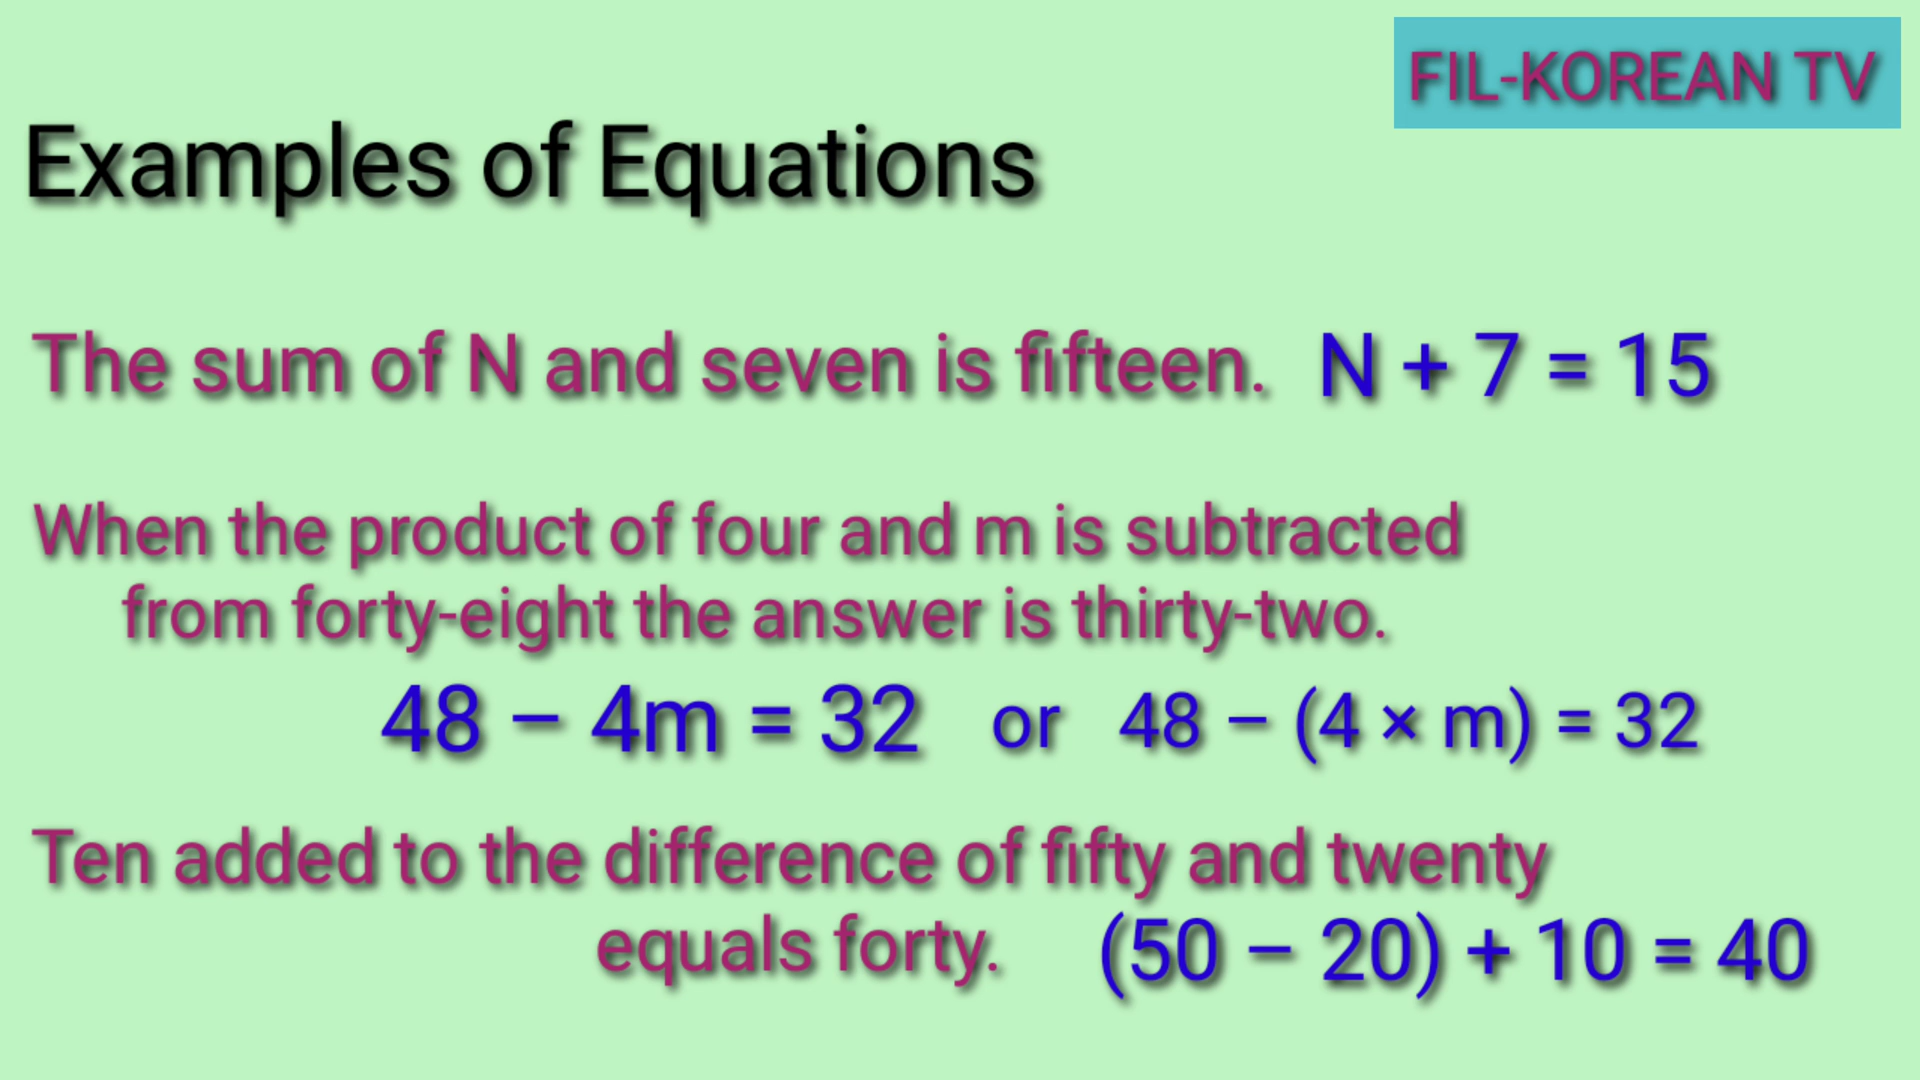 FIL-KOREAN TV
Examples of Equations
The sum of N and seven is fifteen. N + 7 = 15
When the product of four and m is subtracted
from forty-eight the answer is thirty-two.
48 – 4m = 32 or 48 – (4 × m) = 32
Ten added to the difference of fifty and twenty
equals forty. (50 – 20) + 10 = 40